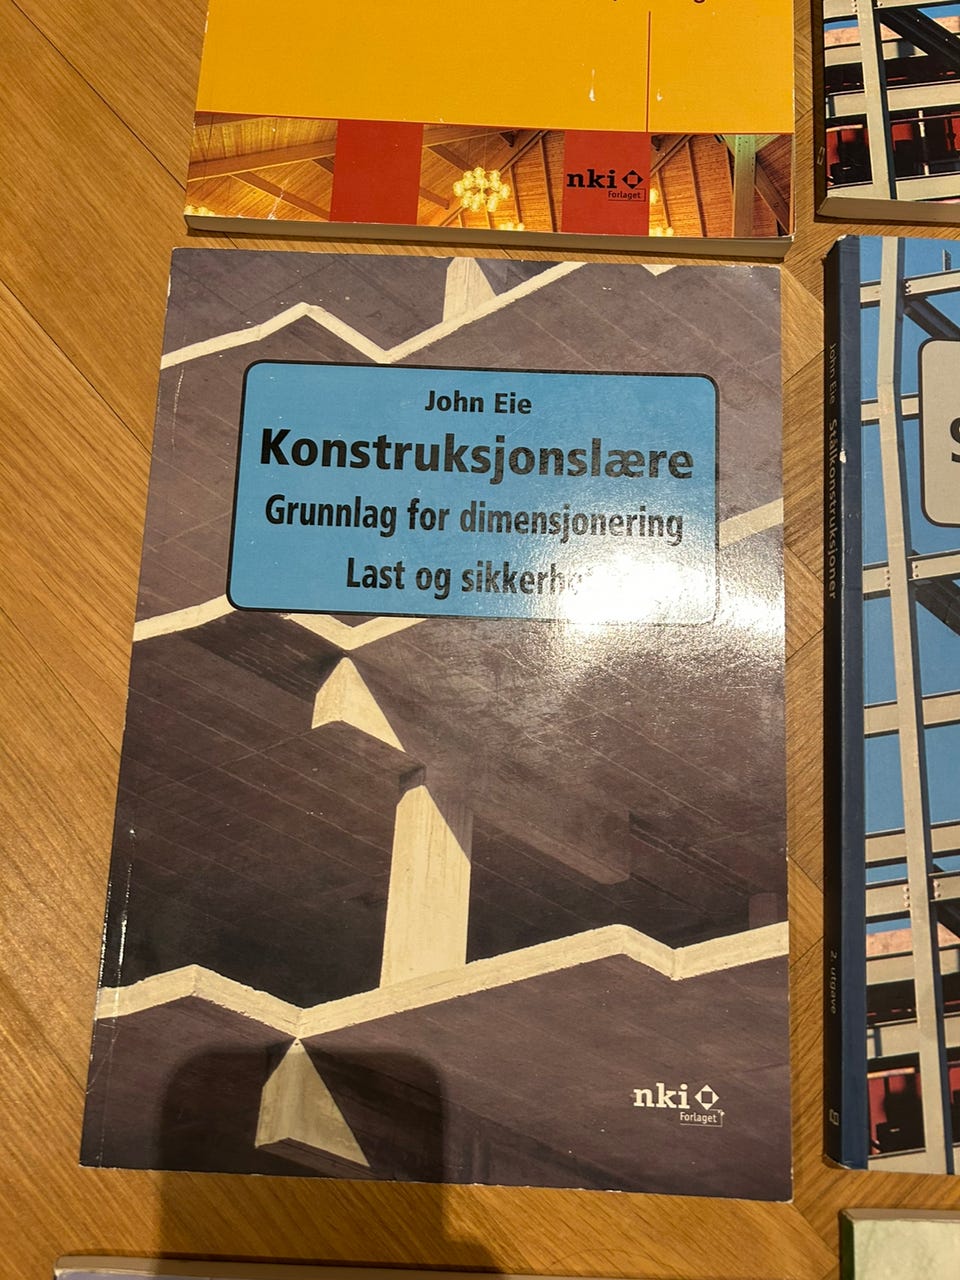 nki
Forlaget
John Eie
Konstruksjonslære
Grunnlag for dimensjonering
Last og sikkerhet
nki
Forlaget
John Eie Stålkonstruksjoner
2. utgave
S